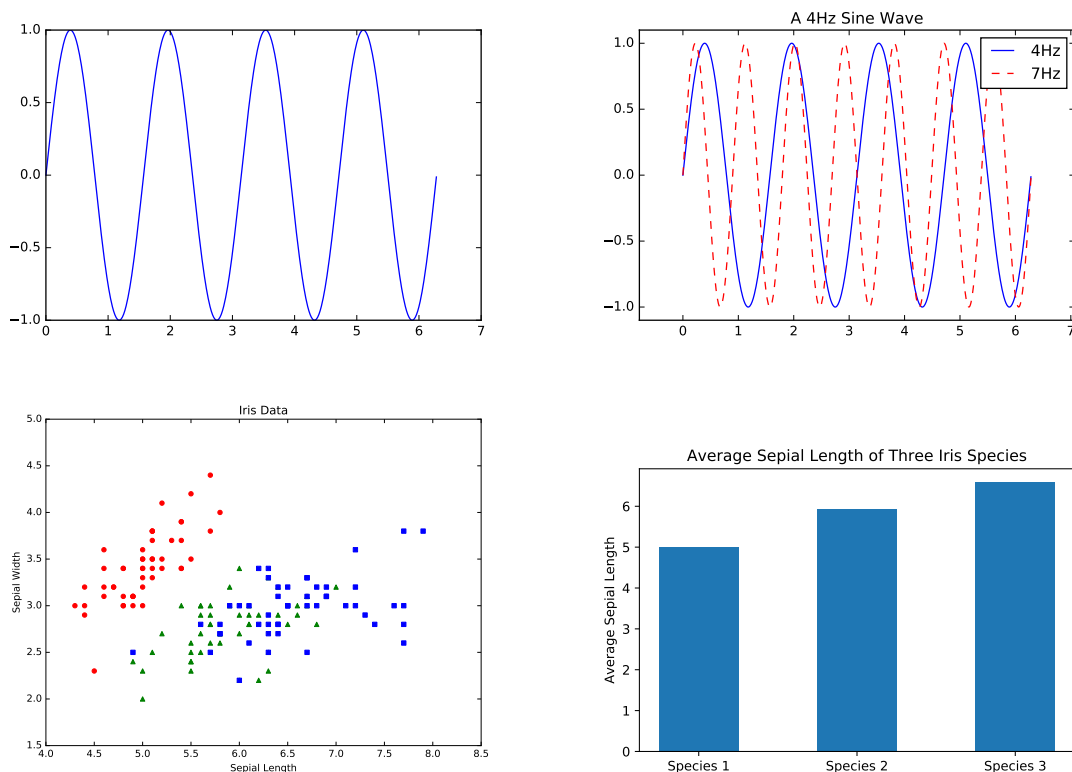 1.0
0.5
0.0
−0.5
−1.0
0 1 2 3 4 5 6 7
A 4Hz Sine Wave
4Hz
7Hz
1.0
0.5
0.0
−0.5
−1.0
0 1 2 3 4 5 6 7
Iris Data
5.0
4.5
4.0
3.5
3.0
2.5
2.0
1.5
Sepial Width
4.0 4.5 5.0 5.5 6.0 6.5 7.0 7.5 8.0 8.5
Sepial Length
Average Sepial Length of Three Iris Species
6
5
4
3
2
1
0
Average Sepial Length
Species 1 Species 2 Species 3